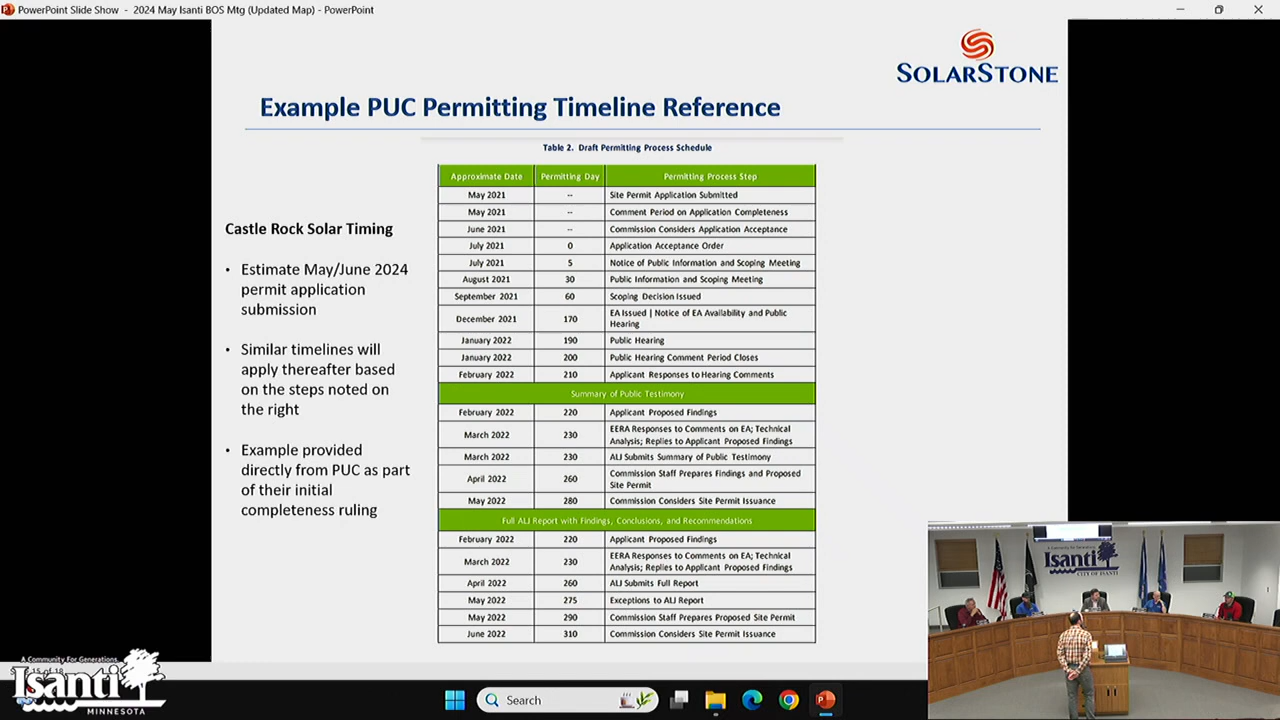 PowerPoint Slide Show - 2024 May Isanti BOS Mtg (Updated Map) - PowerPoint
SOLARSTONE
Example PUC Permitting Timeline Reference
Castle Rock Solar Timing
• Estimate May/June 2024
permit application
submission
• Similar timelines will
apply thereafter based
on the steps noted on
the right
• Example provided
directly from PUC as part
of their initial
completeness ruling
Table 2. Draft Permitting Process Schedule
Approximate Date Permitting Day Permitting Process Step
May 2021 -- Site Permit Application Submitted
May 2021 -- Comment Period on Application Completeness
June 2021 -- Commission Considers Application Acceptance
July 2021 0 Application Acceptance Order
July 2021 5 Notice of Public Information and Scoping Meeting
August 2021 30 Public Information and Scoping Meeting
September 2021 60 Scoping Decision Issued
December 2021 170 EA Issued | Notice of EA Availability and Public
Hearing
January 2022 190 Public Hearing
January 2022 200 Public Hearing Comment Period Closes
February 2022 210 Applicant Responses to Hearing Comments
Summary of Public Testimony
February 2022 220 Applicant Proposed Findings
March 2022 230 EERA Responses to Comments on EA; Technical
Analysis; Replies to Applicant Proposed Findings
March 2022 230 ALJ Submits Summary of Public Testimony
April 2022 260 Commission Staff Prepares Findings and Proposed
Site Permit
May 2022 280 Commission Considers Site Permit Issuance
Full ALJ Report with Findings, Conclusions, and Recommendations
February 2022 220 Applicant Proposed Findings
March 2022 230 EERA Responses to Comments on EA; Technical
Analysis; Replies to Applicant Proposed Findings
April 2022 260 ALJ Submits Full Report
May 2022 275 Exceptions to ALJ Report
May 2022 290 Commission Staff Prepares Proposed Site Permit
June 2022 310 Commission Considers Site Permit Issuance
Isanti
CITY OF ISANTI
A Community For Generations
Isanti
MINNESOTA
Search